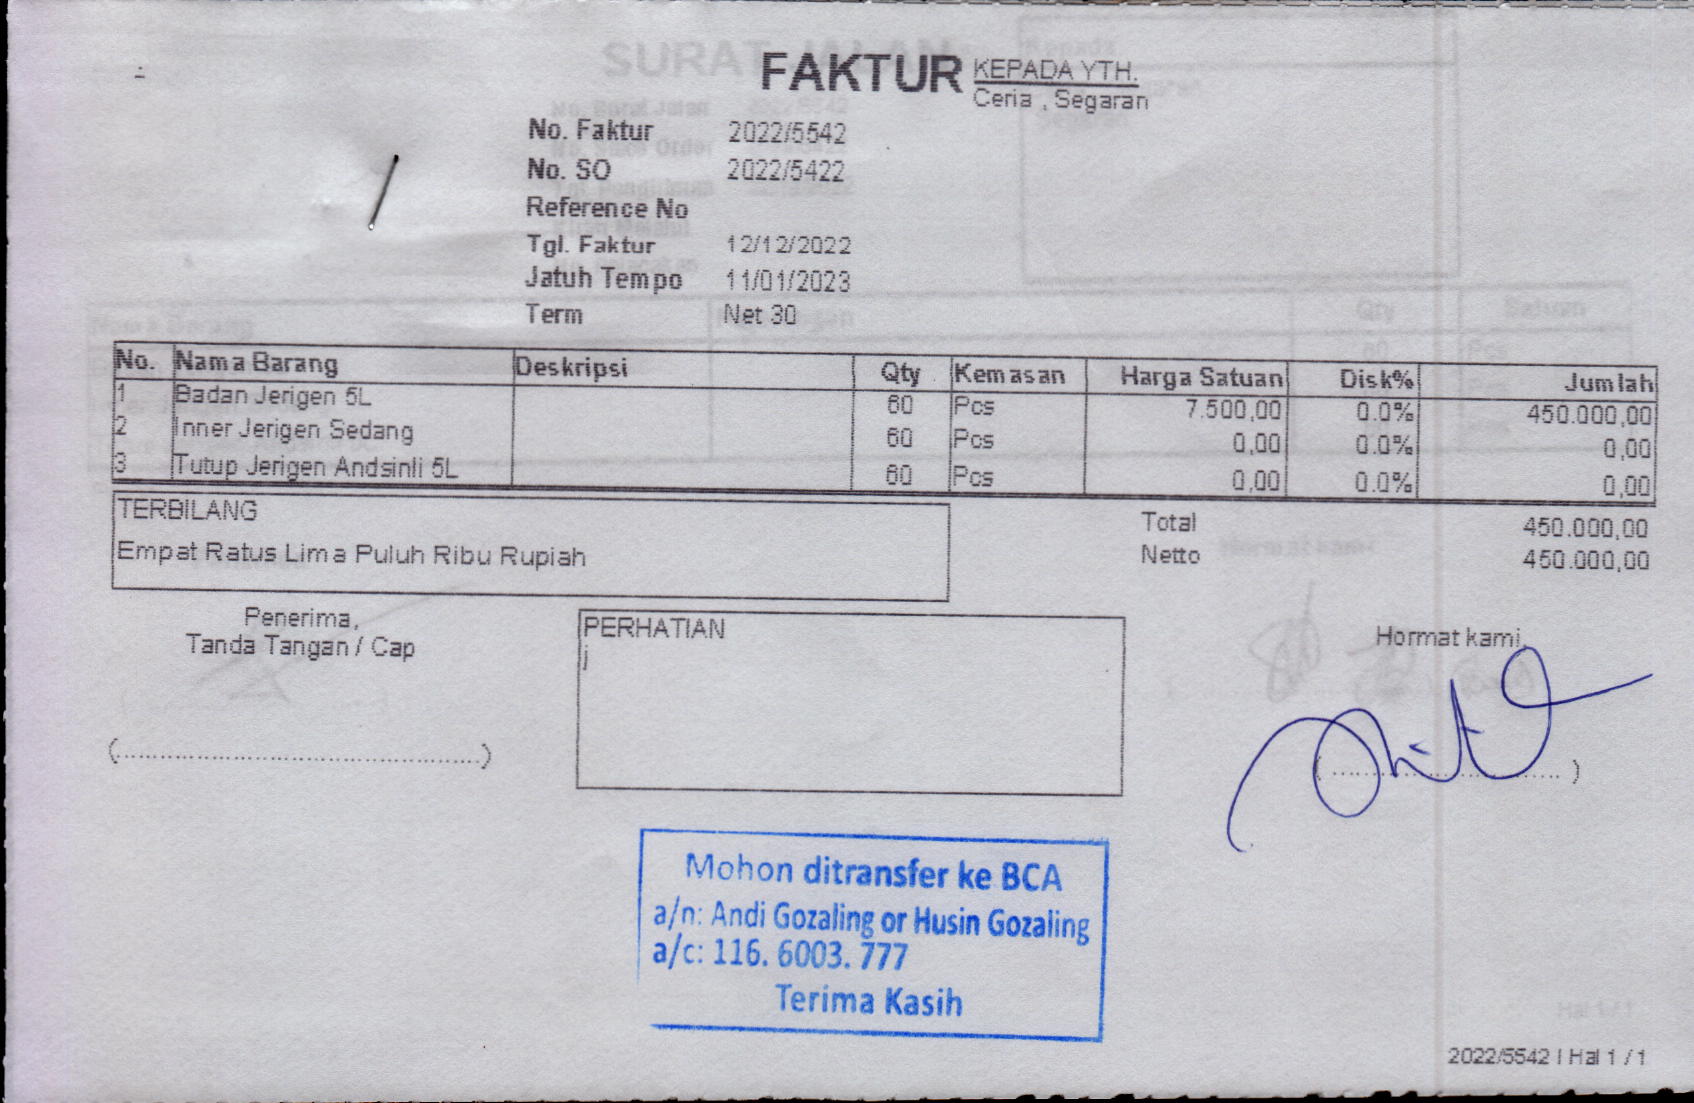 FAKTUR
KEPADA YTH.
Ceria , Segaran
No. Faktur 2022/5542
No. SO 2022/5422
Reference No
Tgl. Faktur 12/12/2022
Jatuh Tempo 11/01/2023
Term Net 30
No. Nama Barang Deskripsi Qty Kemasan Harga Satuan Disk% Jumlah
1 Badan Jerigen 5L 60 Pcs 7.500,00 0.0% 450.000,00
2 Inner Jerigen Sedang 60 Pcs 0,00 0.0% 0,00
3 Tutup Jerigen Andsinli 5L 60 Pcs 0,00 0.0% 0,00
TERBILANG
Empat Ratus Lima Puluh Ribu Rupiah
Total 450.000,00
Netto 450.000,00
Penerima,
Tanda Tangan / Cap
(..............................................)
PERHATIAN
j
Hormat kami,
(............................ )
Mohon ditransfer ke BCA
a/n: Andi Gozaling or Husin Gozaling
a/c: 116. 6003. 777
Terima Kasih
Hal 1 / 1
2022/5542 | Hal 1 / 1